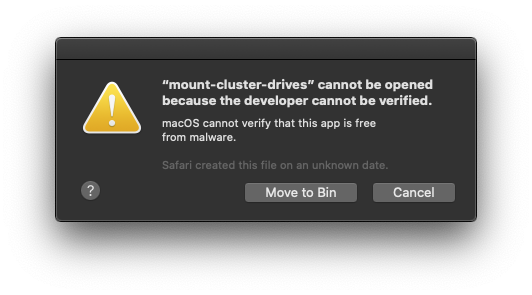 “mount-cluster-drives” cannot be opened
because the developer cannot be verified.
macOS cannot verify that this app is free
from malware.
Safari created this file on an unknown date.
?
Move to Bin
Cancel